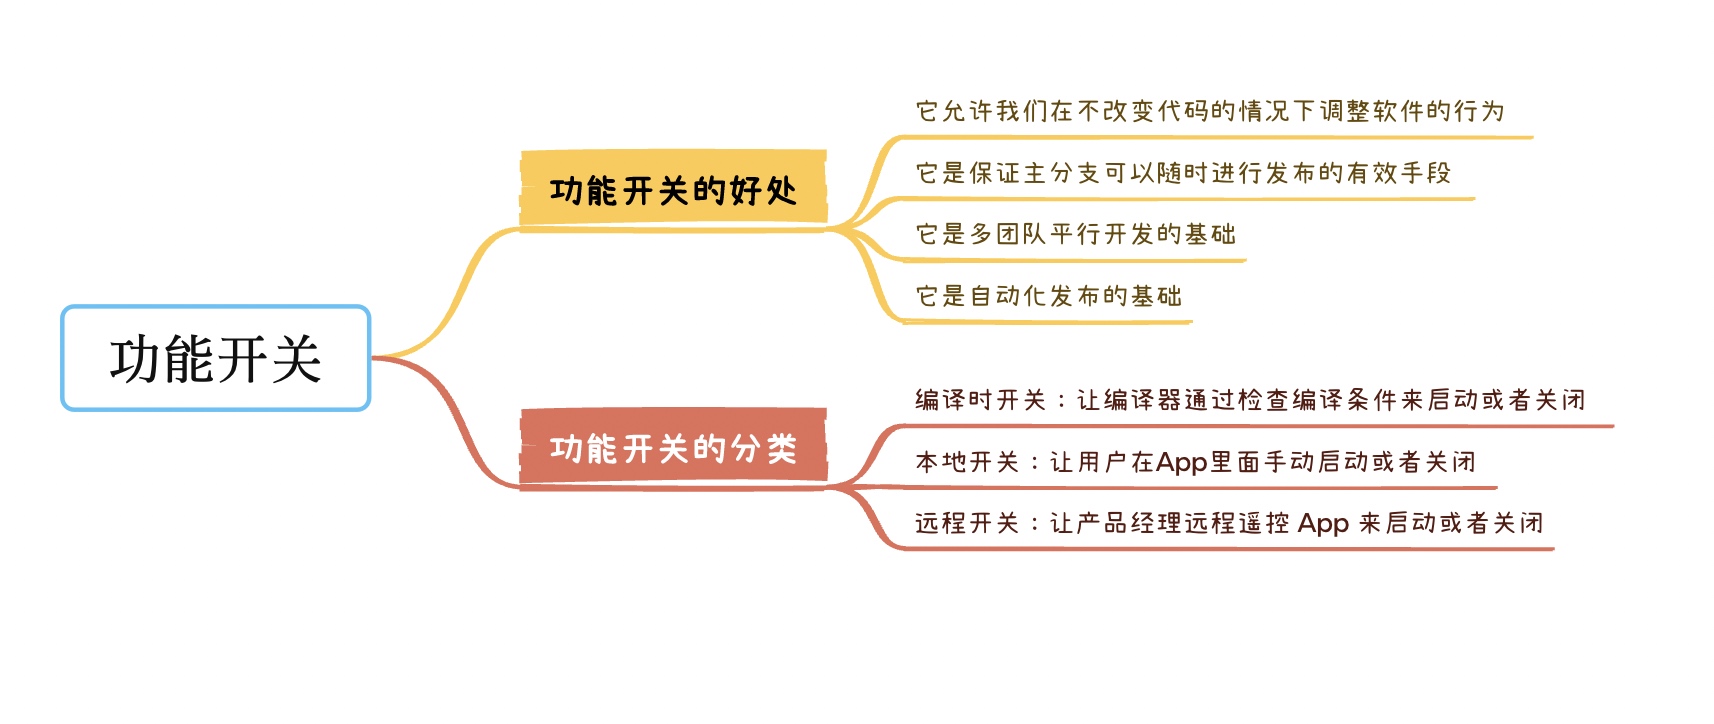 功能开关
功能开关的好处
它允许我们在不改变代码的情况下调整软件的行为
它是保证主分支可以随时进行发布的有效手段
它是多团队平行开发的基础
它是自动化发布的基础
功能开关的分类
编译时开关：让编译器通过检查编译条件来启动或者关闭
本地开关：让用户在App里面手动启动或者关闭
远程开关：让产品经理远程遥控 App 来启动或者关闭